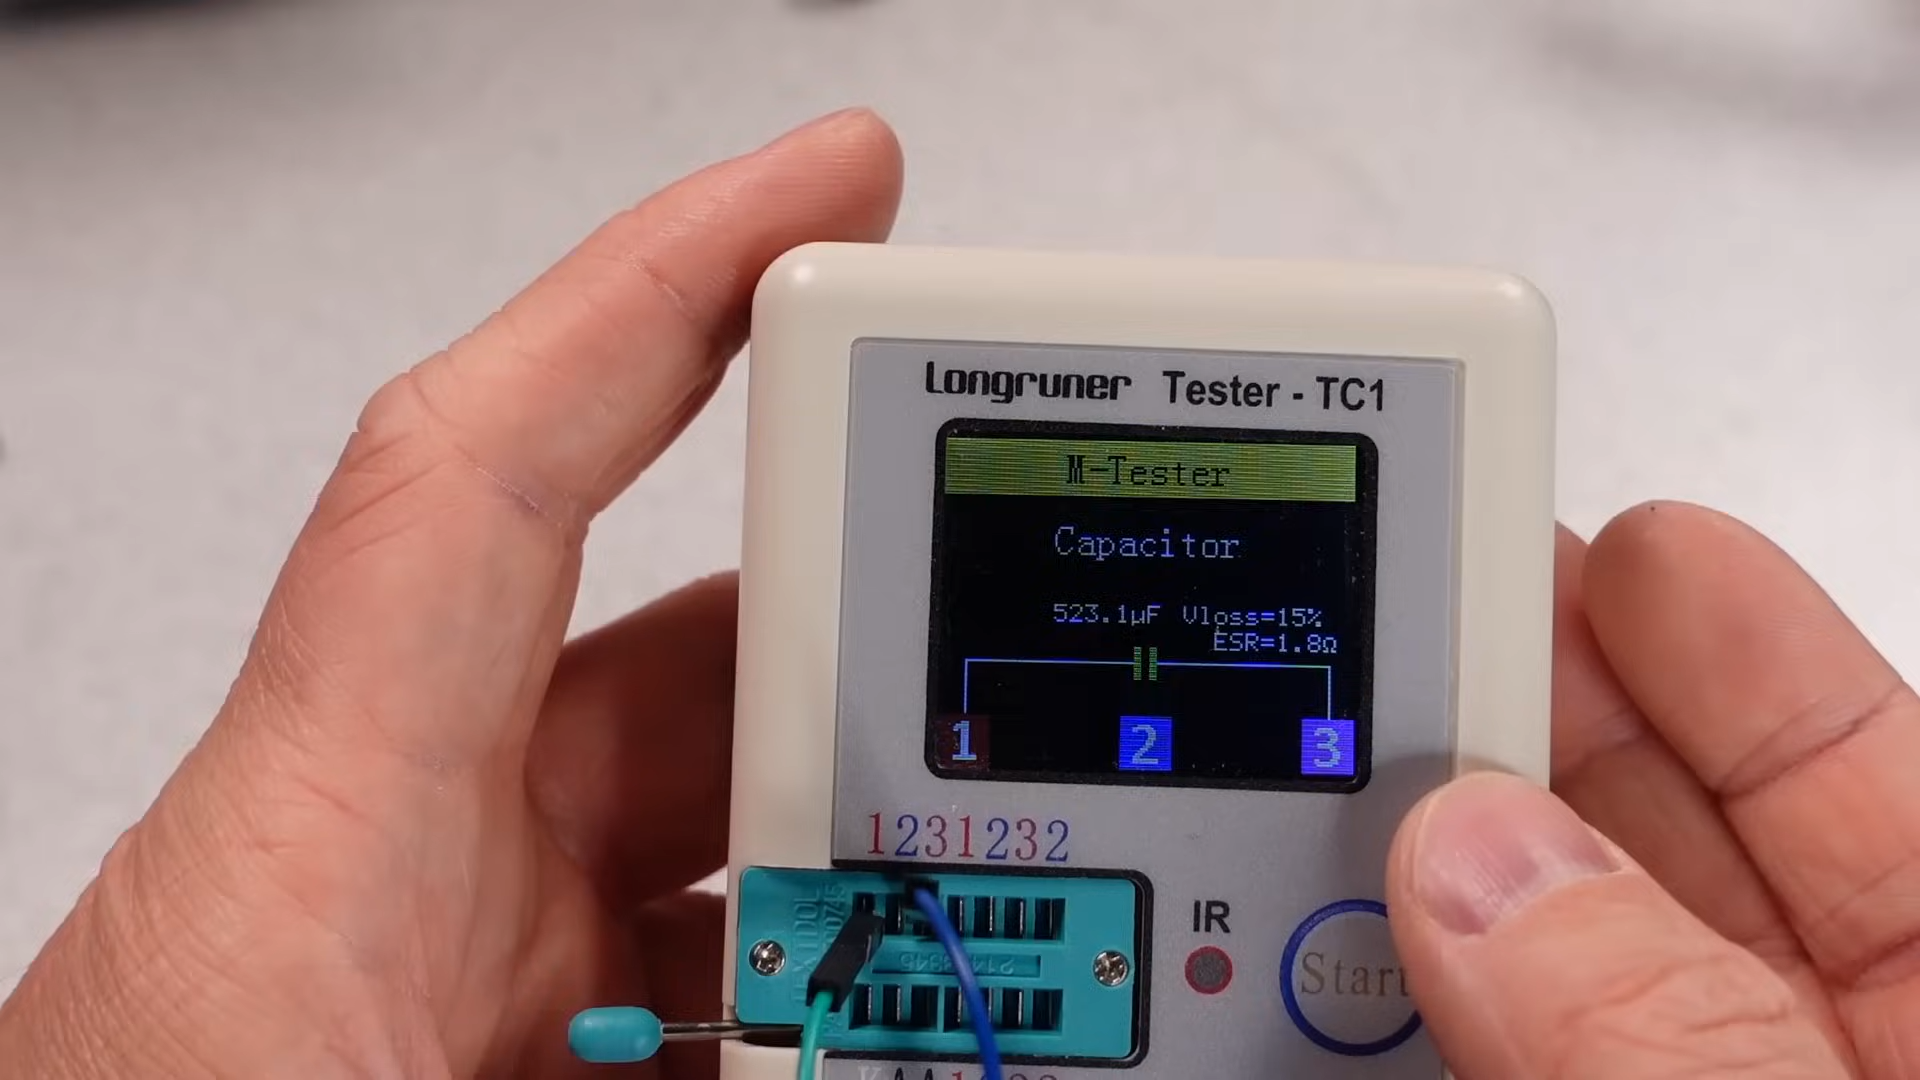 Longruner Tester - TC1
M-Tester
Capacitor
523.1µF Vloss=15%
ESR=1.8Ω
1 2 3
1231232
IR
Start